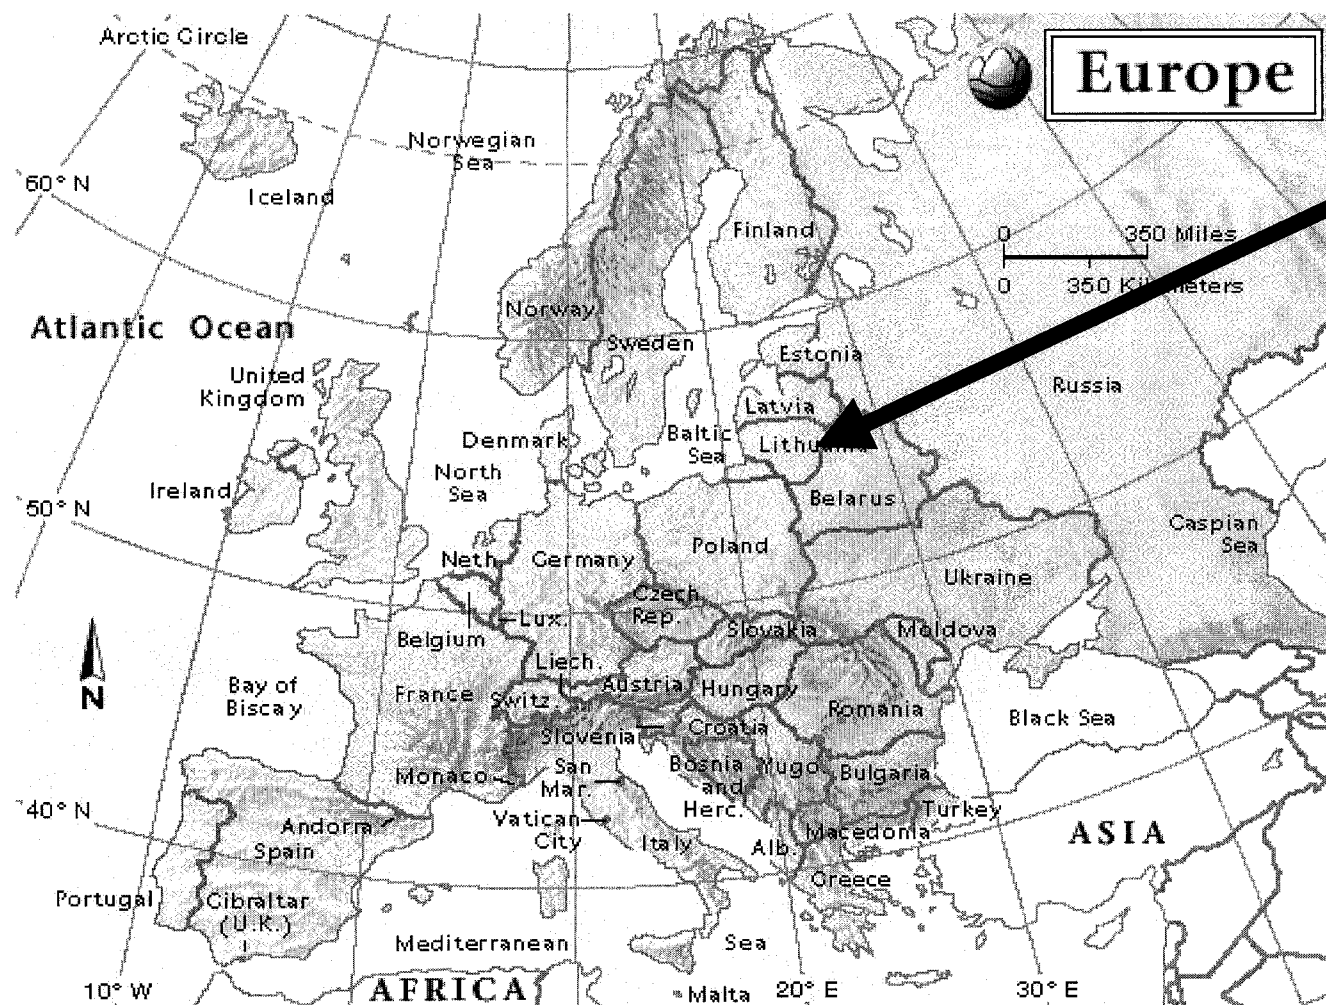 Arctic Circle
Europe
Norwegian
Sea
60° N
Iceland
Finland
0 350 Miles
0 350 Kilometers
Norway
Atlantic Ocean
Sweden
Estonia
United
Kingdom
Russia
Latvia
Denmark
Baltic
Sea
Lithuania
North
Sea
Ireland
Belarus
50° N
Caspian
Sea
Neth.
Germany
Poland
Ukraine
Czech
Rep.
Lux.
Belgium
Slovakia
Moldova
Liech.
N
Bay of
Biscay
France
Switz.
Austria
Hungary
Romania
Black Sea
Slovenia
Croatia
Monaco
San
Mar.
Bosnia
and
Herc.
Yugo.
Bulgaria
40° N
Andorra
Vatican
City
Turkey
Macedonia
ASIA
Spain
Italy
Alb.
Greece
Portugal
Gibraltar
(U.K.)
Mediterranean Sea
10° W
AFRICA
Malta
20° E
30° E